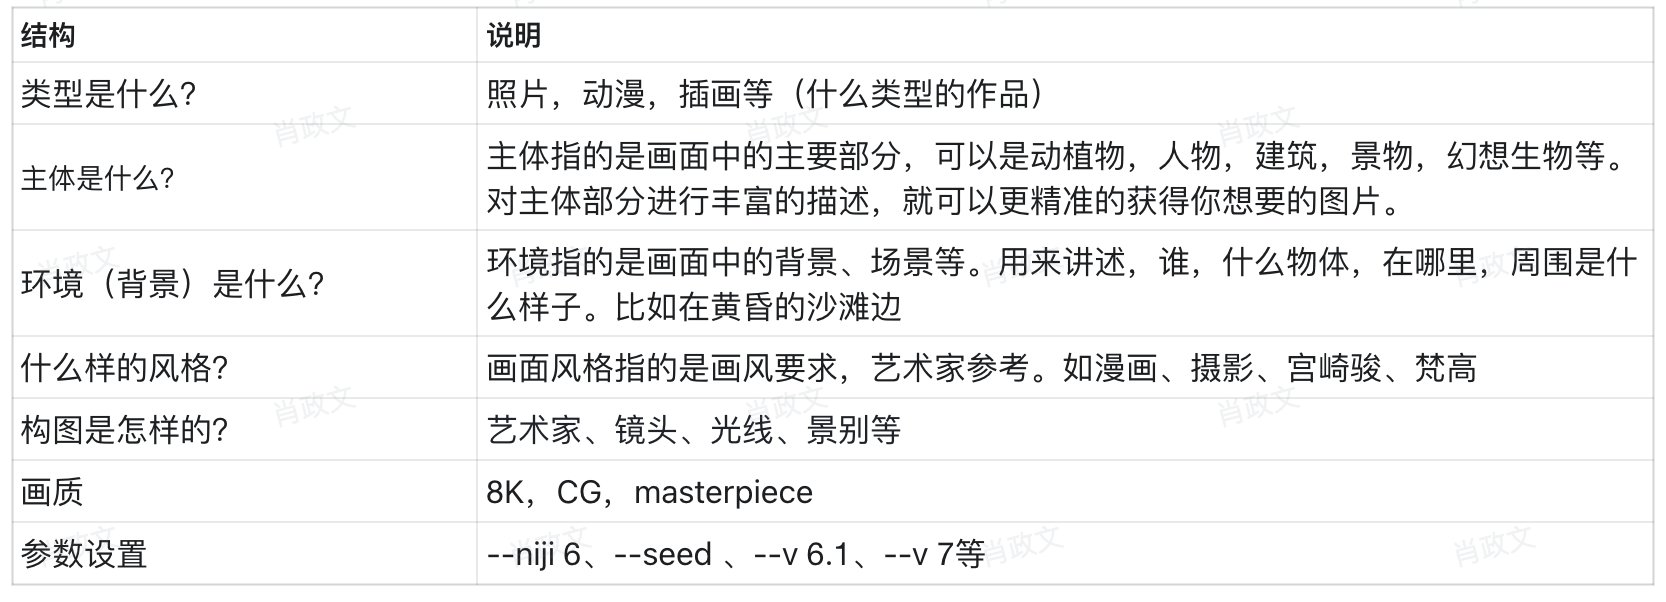 结构
说明
类型是什么?
照片，动漫，插画等（什么类型的作品）
主体是什么?
主体指的是画面中的主要部分，可以是动植物，人物，建筑，景物，幻想生物等。
对主体部分进行丰富的描述，就可以更精准的获得你想要的图片。
环境（背景）是什么?
环境指的是画面中的背景、场景等。用来讲述，谁，什么物体，在哪里，周围是什
么样子。比如在黄昏的沙滩边
什么样的风格?
画面风格指的是画风要求，艺术家参考。如漫画、摄影、宫崎骏、梵高
构图是怎样的?
艺术家、镜头、光线、景别等
画质
8K，CG，masterpiece
参数设置
--niji 6、--seed 、--v 6.1、--v 7等
肖政文
肖政文
肖政文
肖政文
肖政文
肖政文
肖政文
肖政文
肖政文
肖政文
肖政文
肖政文
肖政文
肖政文